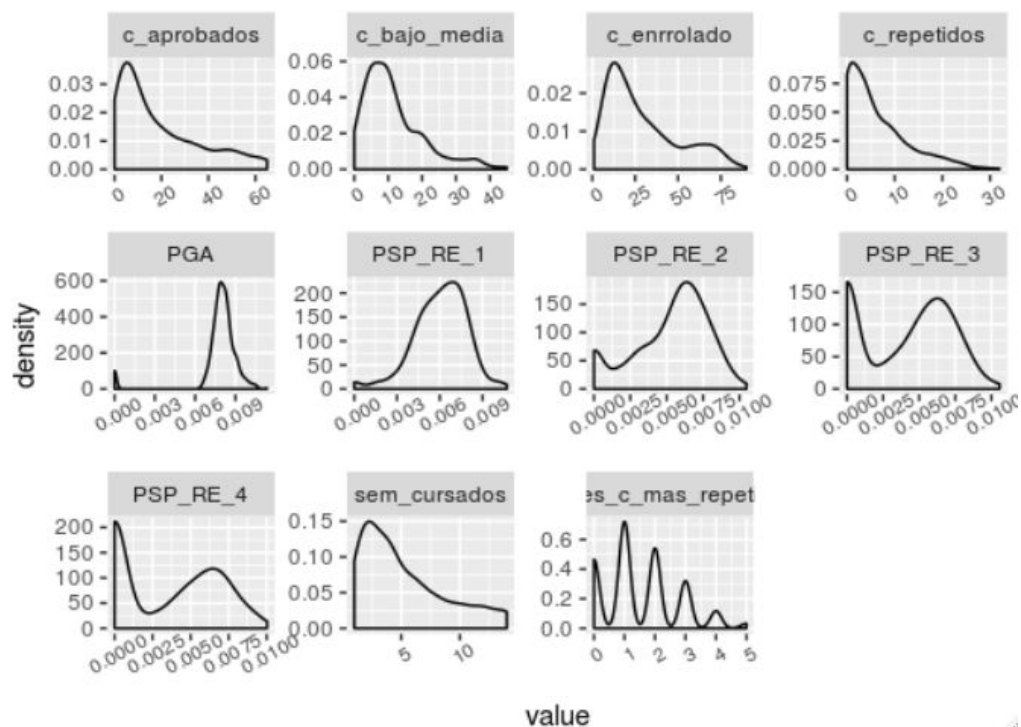 c_aprobados c_bajo_media c_enrrolado c_repetidos
0.03 0.06 0.02 0.075
0.02 0.04 0.01 0.050
0.01 0.02 0.00 0.025
0.00 0.00 0.000
0 20 40 60 0 10 20 30 40 0 25 50 75 0 10 20 30
PGA PSP_RE_1 PSP_RE_2 PSP_RE_3
600 200 150 150
400 150 100 100
200 100 50 50
0 50 0 0
0
0.000 0.003 0.006 0.009 0.000 0.003 0.006 0.009 0.0000 0.0025 0.0050 0.0075 0.0100 0.0000 0.0025 0.0050 0.0075 0.0100
density
PSP_RE_4 sem_cursados es_c_mas_repet
200 0.15 0.6
150 0.10 0.4
100 0.05 0.2
50 0.00 0.0
0
0.0000 0.0025 0.0050 0.0075 0.0100 5 10 0 1 2 3 4 5
value